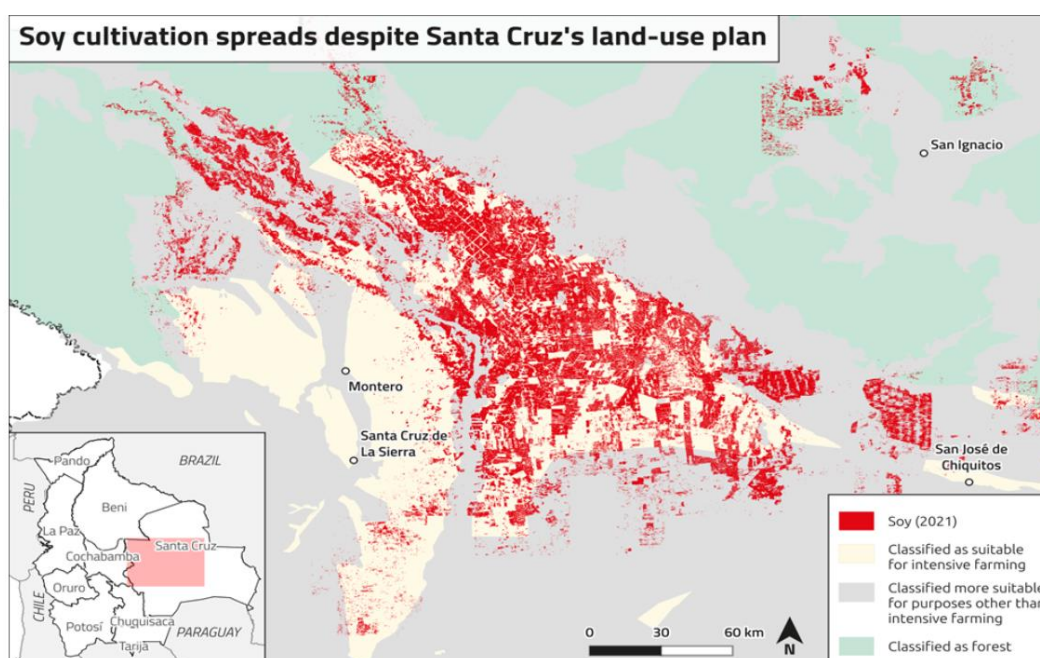 Soy cultivation spreads despite Santa Cruz's land-use plan
San Ignacio
Montero
Santa Cruz de
La Sierra
San José de
Chiquitos
Pando
BRAZIL
PERU
Beni
La Paz
Santa Cruz
Cochabamba
Oruro
CHILE
Potosí
Chuquisaca
PARAGUAY
Tarija
0 30 60 km
N
Soy (2021)
Classified as suitable
for intensive farming
Classified more suitable
for purposes other than
intensive farming
Classified as forest